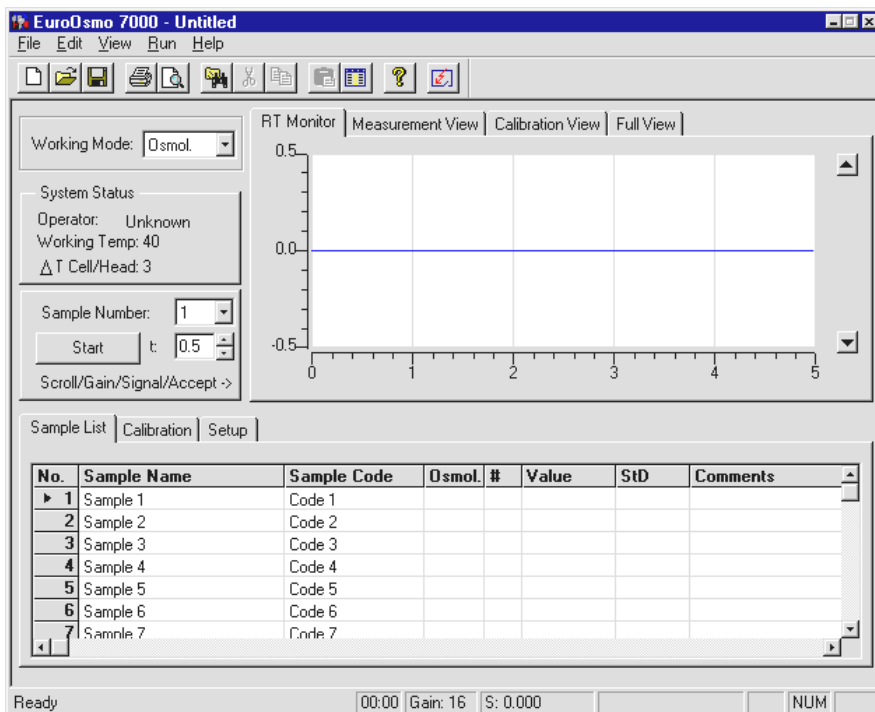 EuroOsmo 7000 - Untitled
File Edit View Run Help
Working Mode: Osmol.
System Status
Operator: Unknown
Working Temp: 40
Δ T Cell/Head: 3
Sample Number: 1
Start t: 0.5
Scroll/Gain/Signal/Accept ->
RT Monitor Measurement View Calibration View Full View
0.5
0.0
-0.5
0 1 2 3 4 5
Sample List Calibration Setup
No. Sample Name Sample Code Osmol. # Value StD Comments
1 Sample 1 Code 1
2 Sample 2 Code 2
3 Sample 3 Code 3
4 Sample 4 Code 4
5 Sample 5 Code 5
6 Sample 6 Code 6
7 Sample 7 Code 7
Ready 00:00 Gain: 16 S: 0.000 NUM